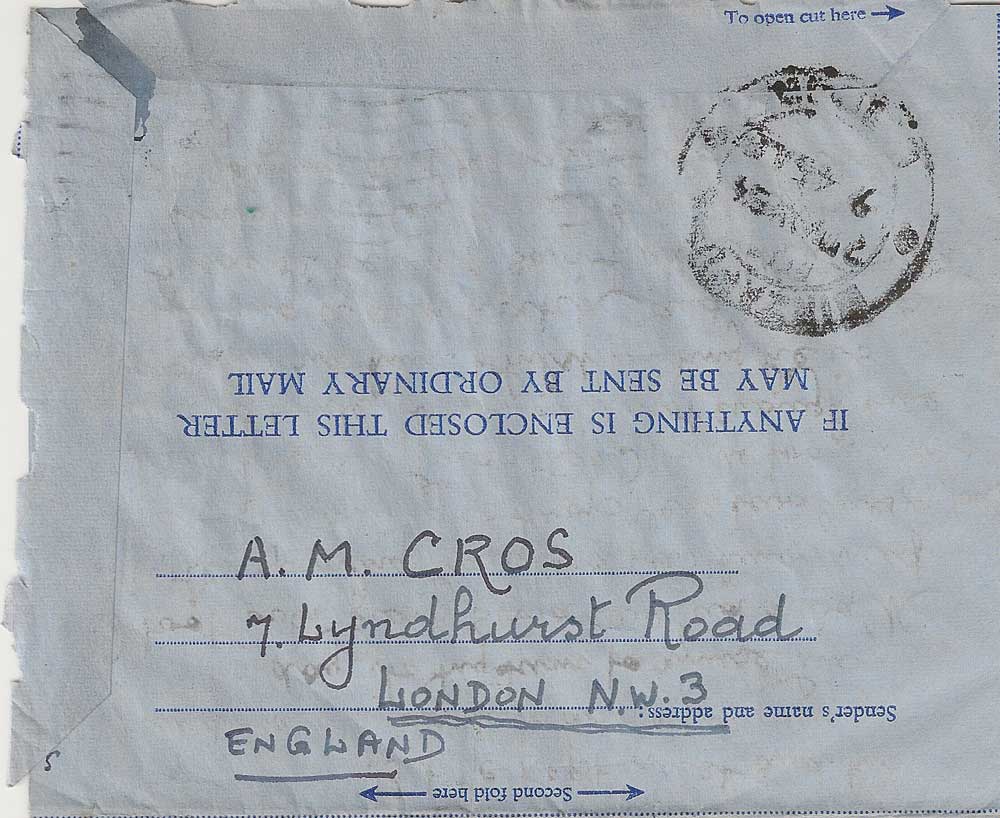 To open cut here
MAY BE SENT BY ORDINARY MAIL
IF ANYTHING IS ENCLOSED THIS LETTER
A. M. CROS
7. Lyndhurst Road
LONDON N.W.3
Sender's name and address:
ENGLAND
Second fold here
5